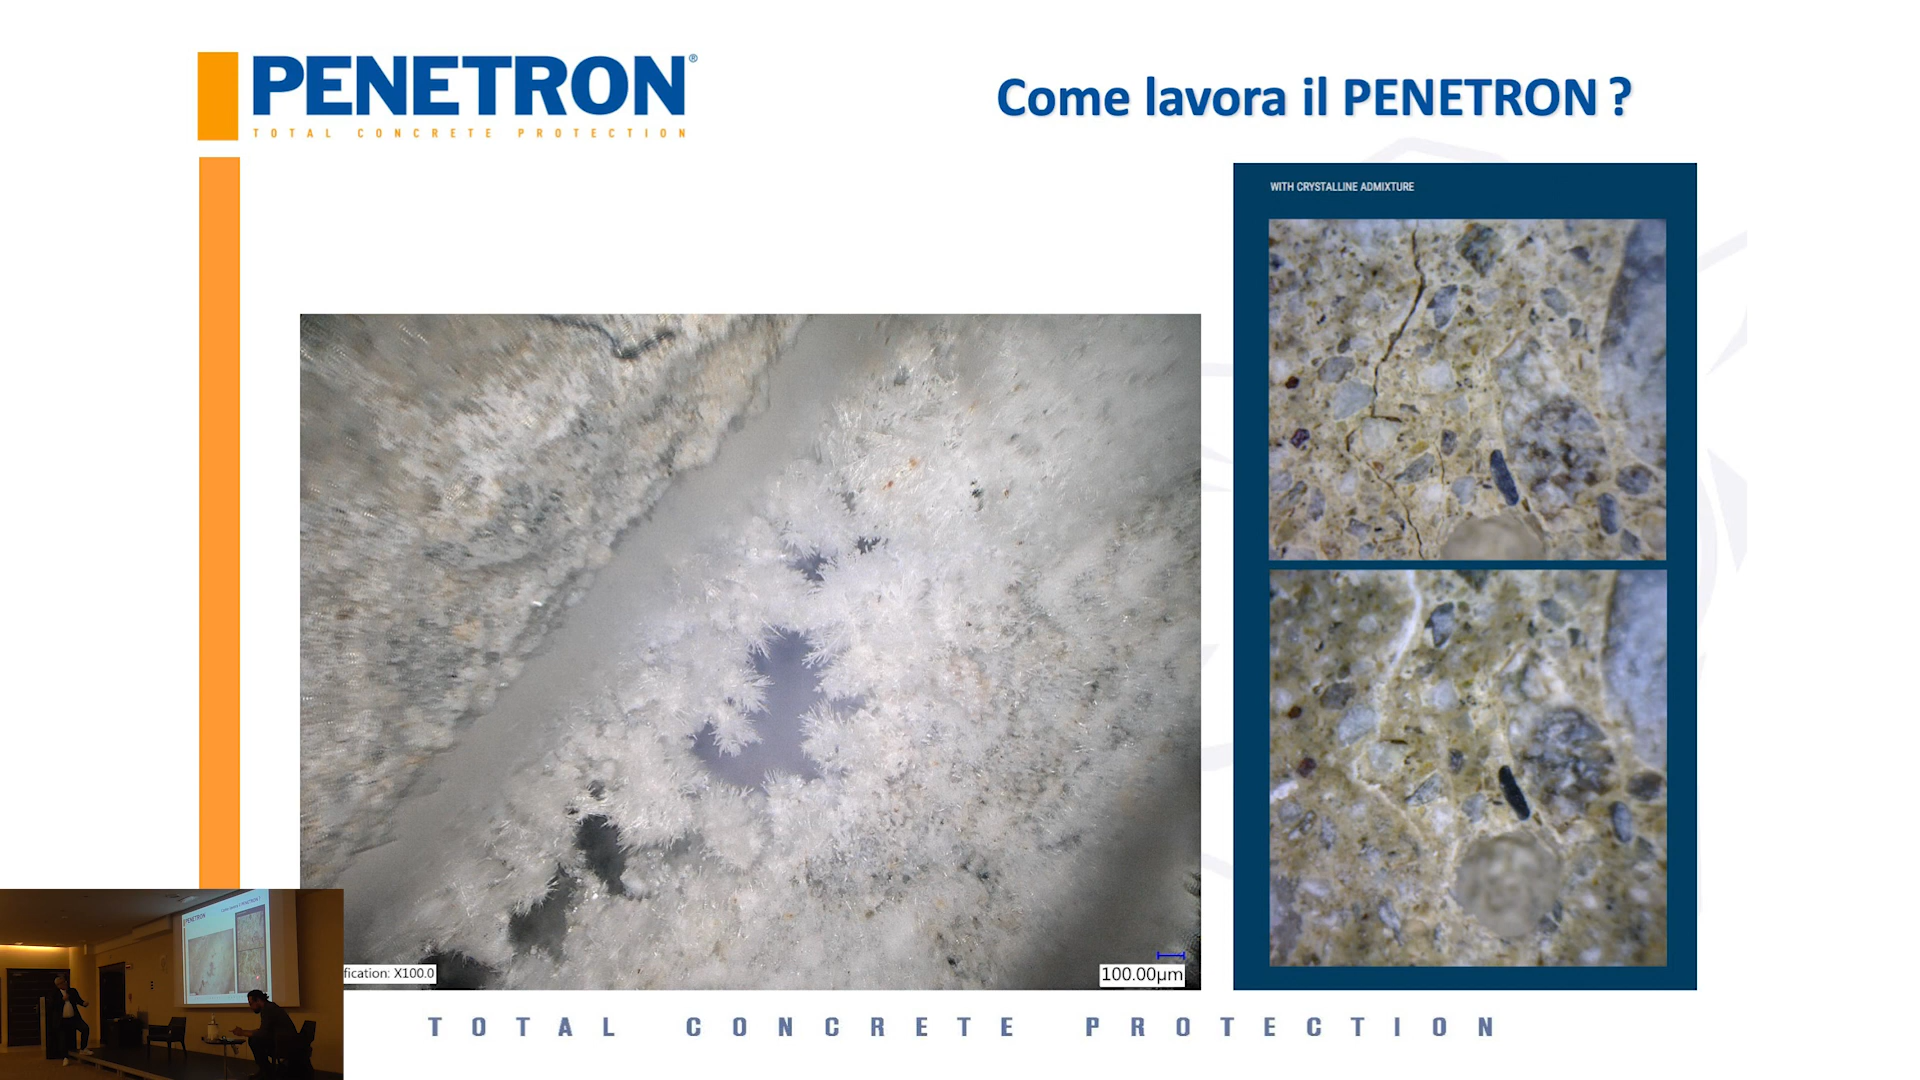 PENETRON®
TOTAL CONCRETE PROTECTION
Come lavora il PENETRON ?
WITH CRYSTALLINE ADMIXTURE
fication: X100.0
100.00µm
TOTAL CONCRETE PROTECTION
PENETRON